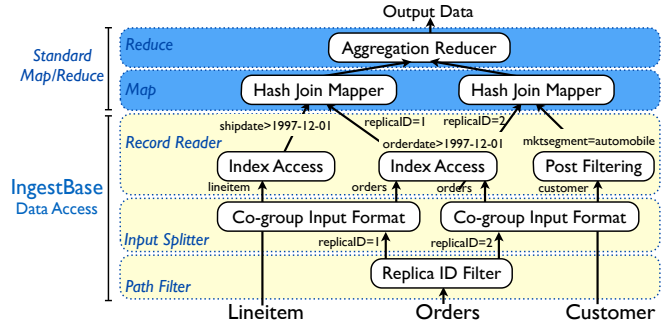 Output Data
Reduce
Aggregation Reducer
Standard
Map/Reduce
Map
Hash Join Mapper
Hash Join Mapper
shipdate>1997-12-01
replicaID=1
replicaID=2
Record Reader
orderdate>1997-12-01
mktsegment=automobile
Index Access
Index Access
Post Filtering
IngestBase
Data Access
lineitem
orders
orders
customer
Co-group Input Format
Co-group Input Format
Input Splitter
replicaID=1
replicaID=2
Replica ID Filter
Path Filter
Lineitem
Orders
Customer